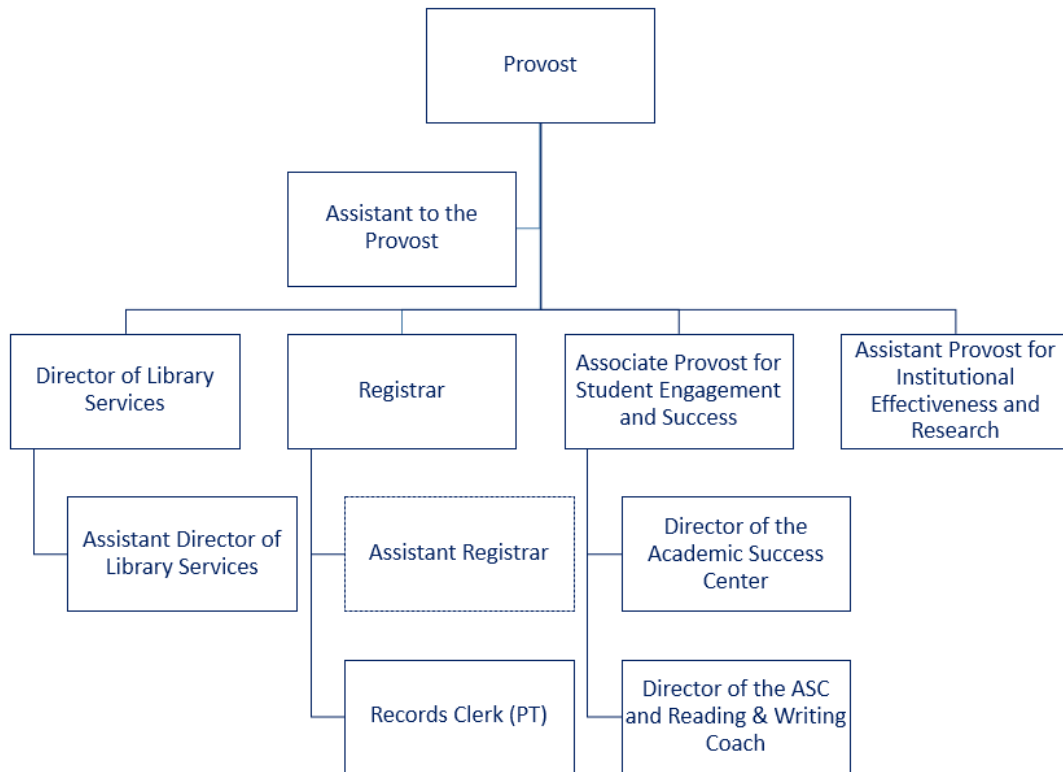 Provost
Assistant to the
Provost
Director of Library
Services
Registrar
Associate Provost for
Student Engagement
and Success
Assistant Provost for
Institutional
Effectiveness and
Research
Assistant Director of
Library Services
Assistant Registrar
Director of the
Academic Success
Center
Records Clerk (PT)
Director of the ASC
and Reading & Writing
Coach